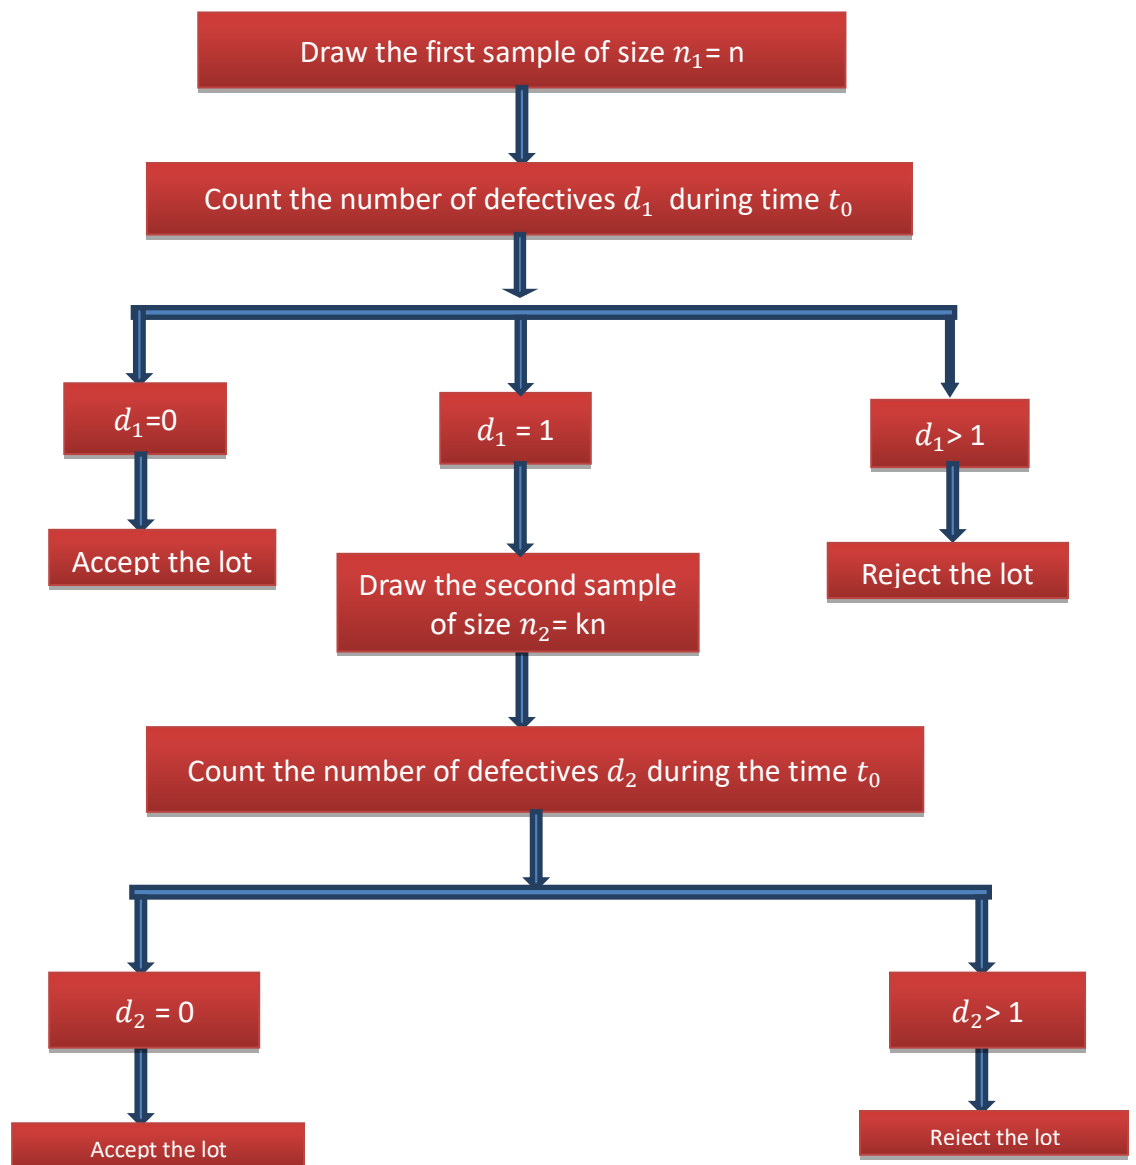 Draw the first sample of size n₁= n
Count the number of defectives d₁ during time t₀
d₁=0
d₁ = 1
d₁> 1
Accept the lot
Reject the lot
Draw the second sample
of size n₂= kn
Count the number of defectives d₂ during the time t₀
d₂ = 0
d₂> 1
Accept the lot
Reject the lot